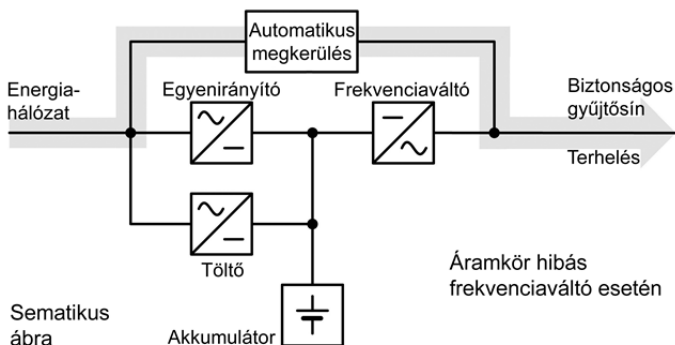 Automatikus
megkerülés
Energia-
hálózat
Egyenirányító
Frekvenciaváltó
Biztonságos
gyűjtősín
Terhelés
Töltő
Áramkör hibás
frekvenciaváltó esetén
Sematikus
ábra
Akkumulátor